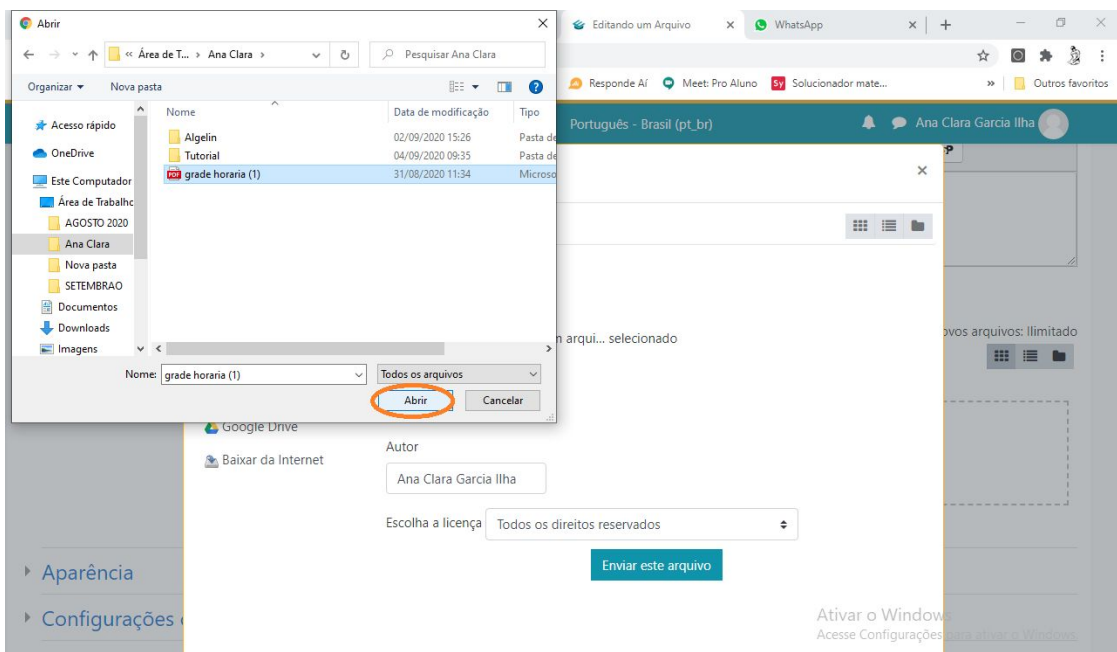 Abrir
Editando um Arquivo
WhatsApp
« Área de T... > Ana Clara >
Pesquisar Ana Clara
Organizar
Nova pasta
Responde Aí
Meet: Pro Aluno
Sy Solucionador mate...
»
Outros favoritos
Nome
Data de modificação
Tipo
Acesso rápido
OneDrive
Este Computador
Área de Trabalho
AGOSTO 2020
Ana Clara
Nova pasta
SETEMBRAO
Documentos
Downloads
Imagens
Algelin
02/09/2020 15:26
Pasta de
Tutorial
04/09/2020 09:35
Pasta de
PDF grade horaria (1)
31/08/2020 11:34
Microso
Português - Brasil (pt_br)
Ana Clara Garcia Ilha
arqui... selecionado
ovos arquivos: Ilimitado
Nome: grade horaria (1)
Todos os arquivos
Abrir
Cancelar
Google Drive
Baixar da Internet
Autor
Ana Clara Garcia Ilha
Escolha a licença
Todos os direitos reservados
Enviar este arquivo
Aparência
Configurações
Ativar o Windows
Acesse Configurações para ativar o Windows.